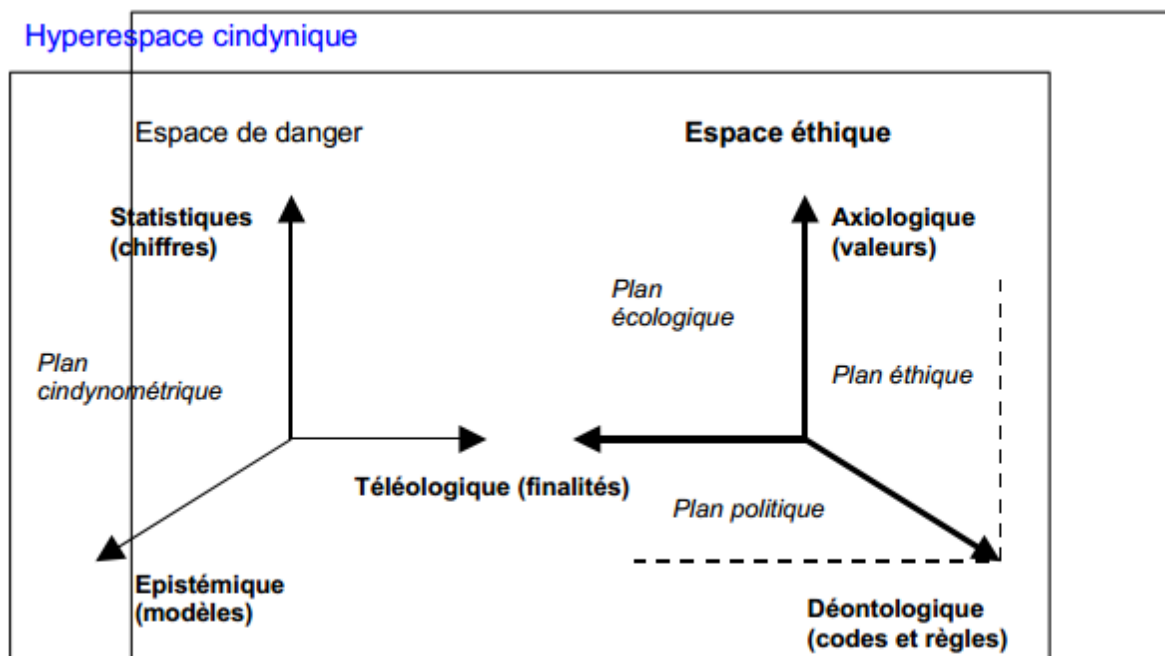 Hyperespace cindynique
Espace de danger
Espace éthique
Statistiques
(chiffres)
Axiologique
(valeurs)
Plan
écologique
Plan
cindynométrique
Plan éthique
Téléologique (finalités)
Plan politique
Epistémique
(modèles)
Déontologique
(codes et règles)